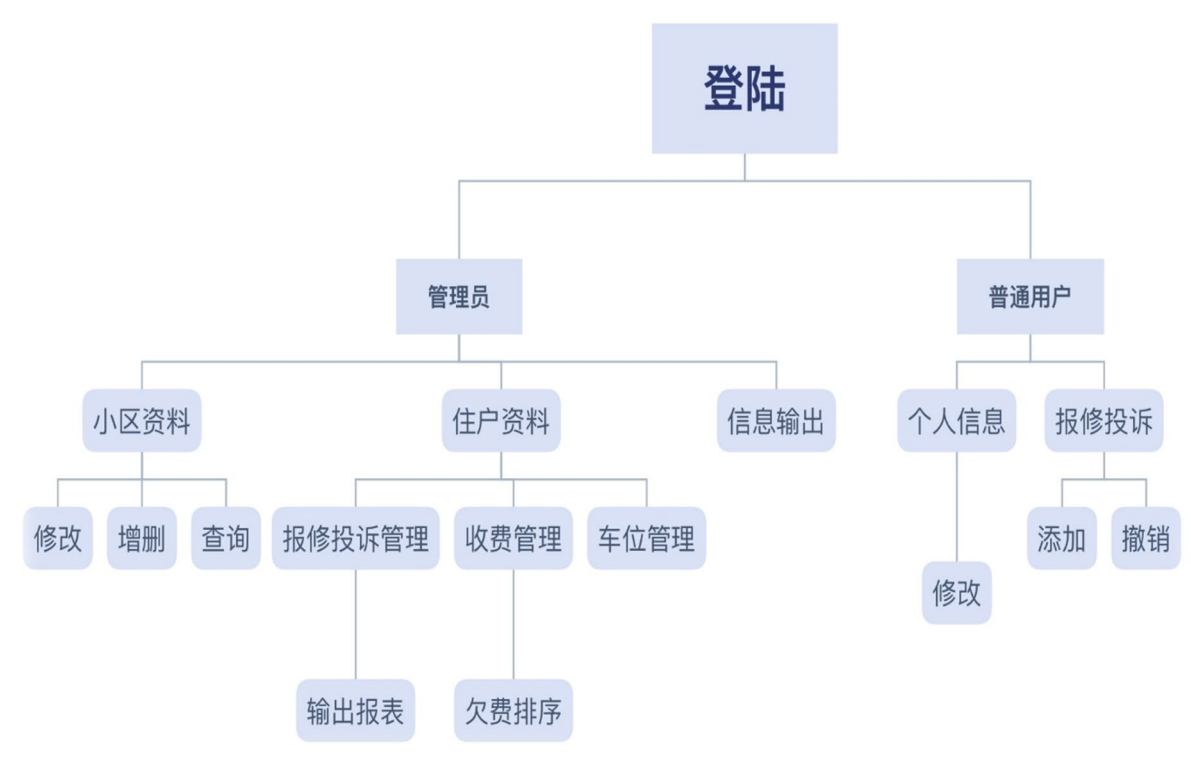 登陆
管理员
普通用户
小区资料
住户资料
信息输出
个人信息
报修投诉
修改
增删
查询
报修投诉管理
收费管理
车位管理
添加
撤销
修改
输出报表
欠费排序